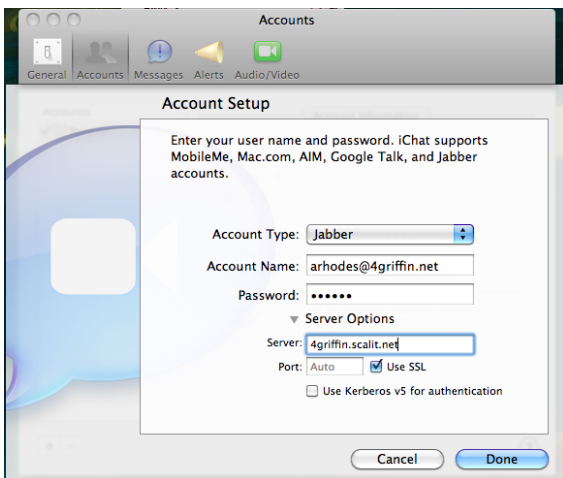 Accounts
General Accounts Messages Alerts Audio/Video
Account Setup
Enter your user name and password. iChat supports
MobileMe, Mac.com, AIM, Google Talk, and Jabber
accounts.
Account Type: Jabber
Account Name: arhodes@4griffin.net
Password: ••••••
Server Options
Server: 4griffin.scalit.net
Port: Auto Use SSL
Use Kerberos v5 for authentication
Cancel Done